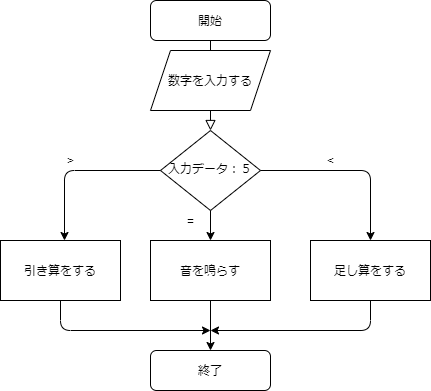 開始
数字を入力する
入力データ：5
>
<
=
引き算をする
音を鳴らす
足し算をする
終了